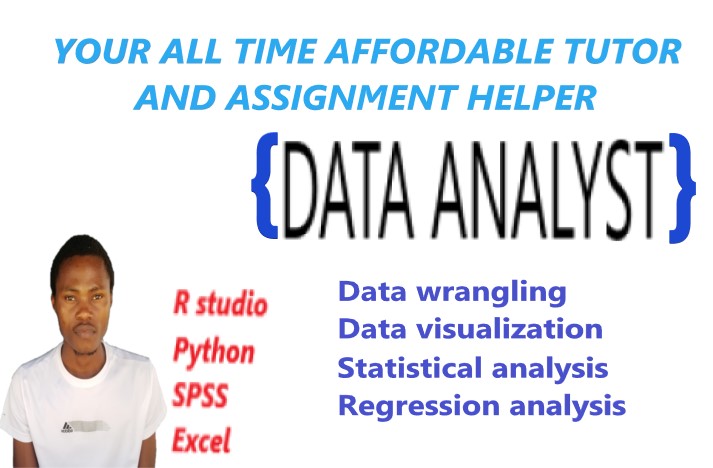 YOUR ALL TIME AFFORDABLE TUTOR
AND ASSIGNMENT HELPER
{DATA ANALYST}
R studio
Python
SPSS
Excel
Data wrangling
Data visualization
Statistical analysis
Regression analysis